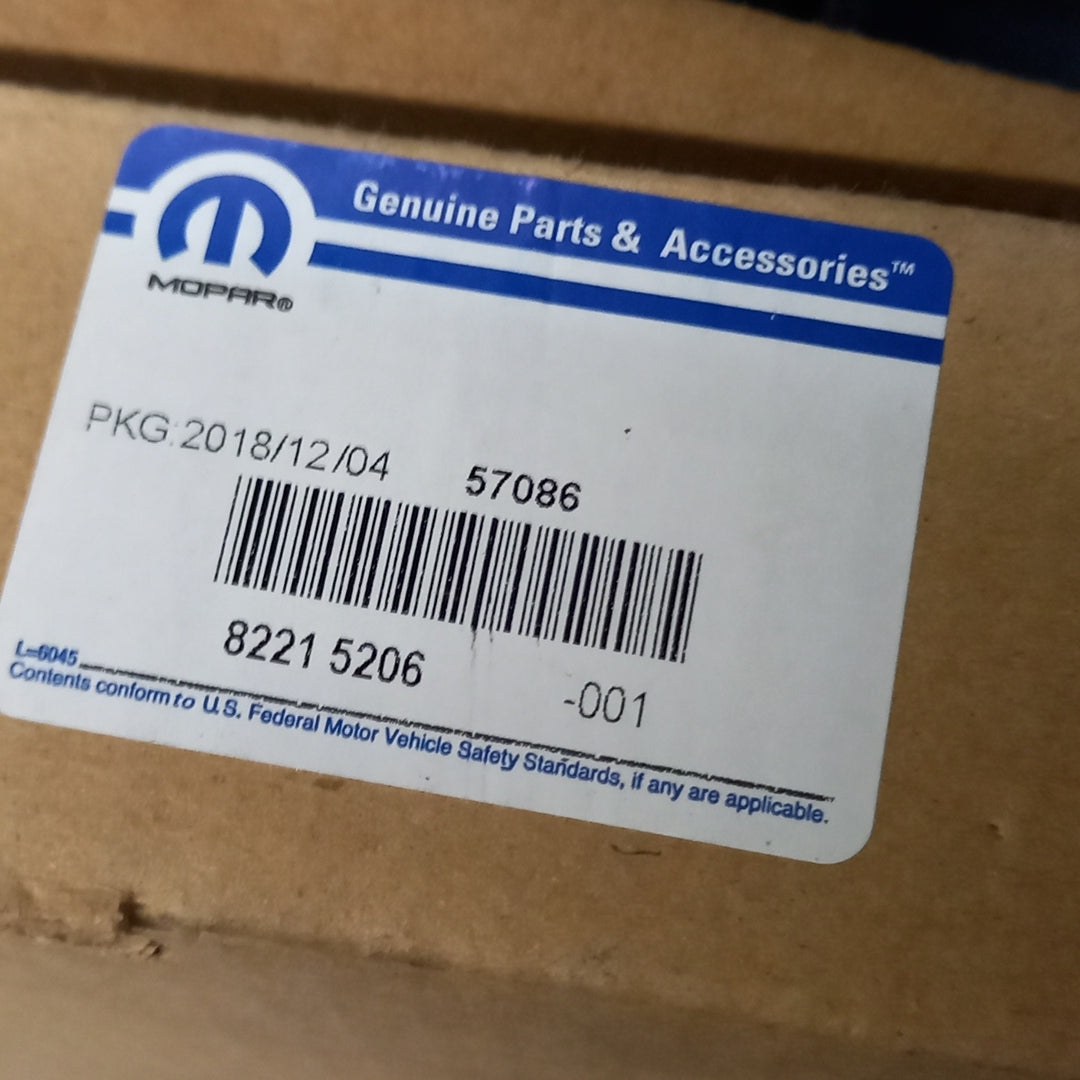 Genuine Parts & Accessories™
MOPAR®
PKG:2018/12/04 57086
8221 5206 -001
L=6045
Contents conform to U.S. Federal Motor Vehicle Safety Standards, if any are applicable.